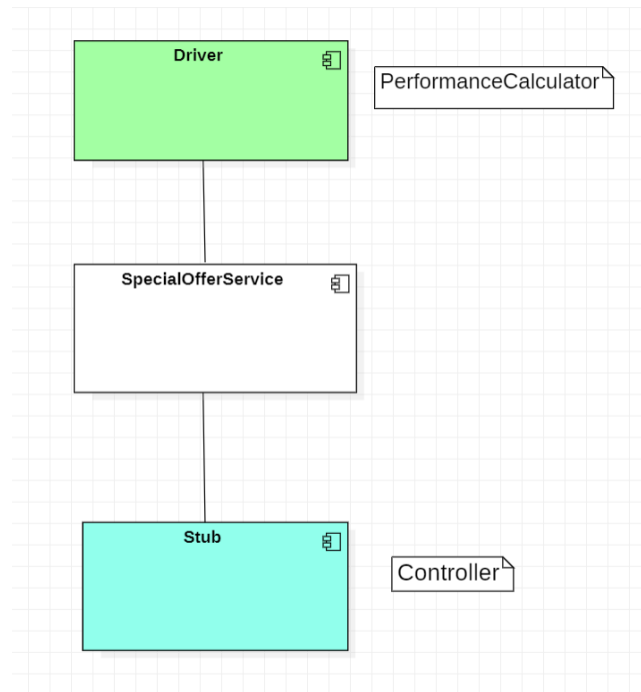 Driver
PerformanceCalculator
SpecialOfferService
Stub
Controller